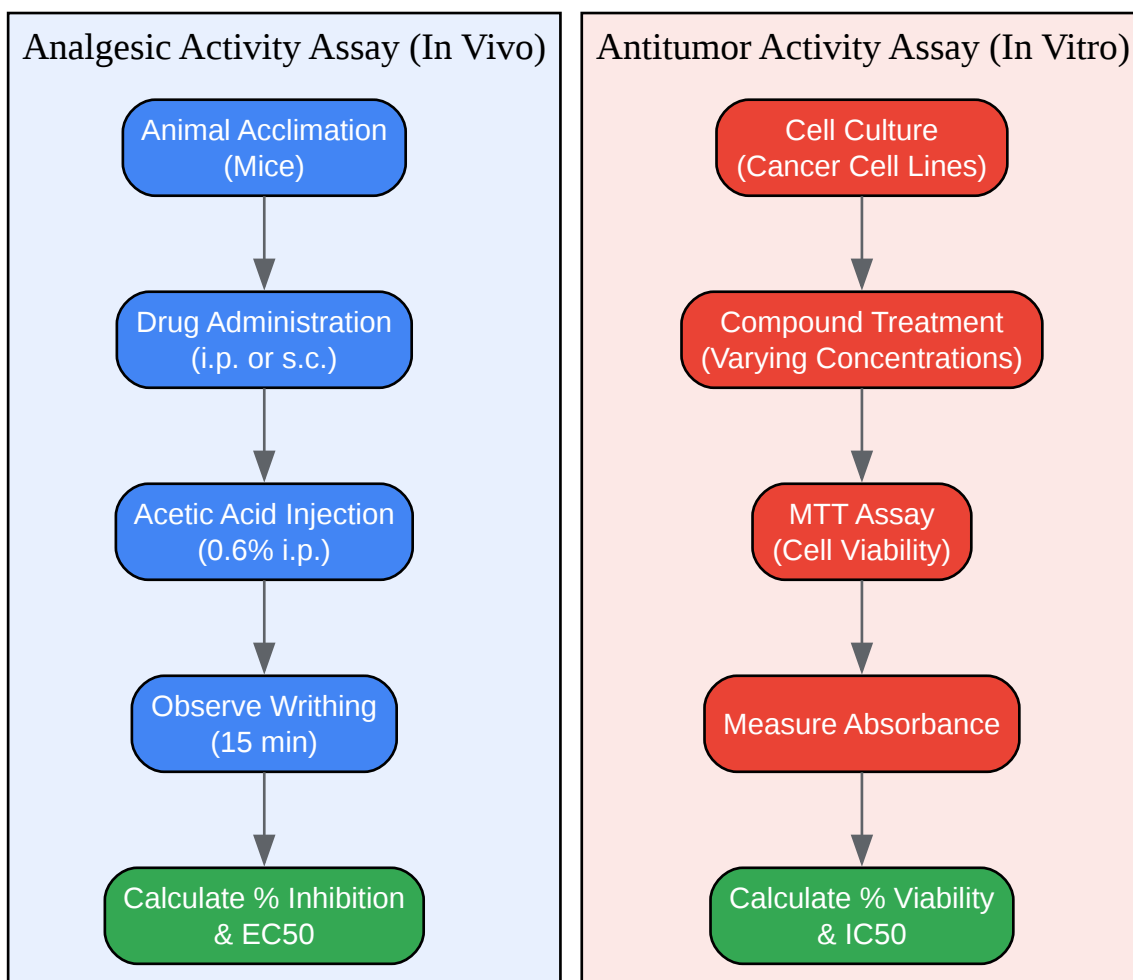 Analgesic Activity Assay (In Vivo)
Animal Acclimation
(Mice)
Drug Administration
(i.p. or s.c.)
Acetic Acid Injection
(0.6% i.p.)
Observe Writhing
(15 min)
Calculate % Inhibition
& EC50
Antitumor Activity Assay (In Vitro)
Cell Culture
(Cancer Cell Lines)
Compound Treatment
(Varying Concentrations)
MTT Assay
(Cell Viability)
Measure Absorbance
Calculate % Viability
& IC50